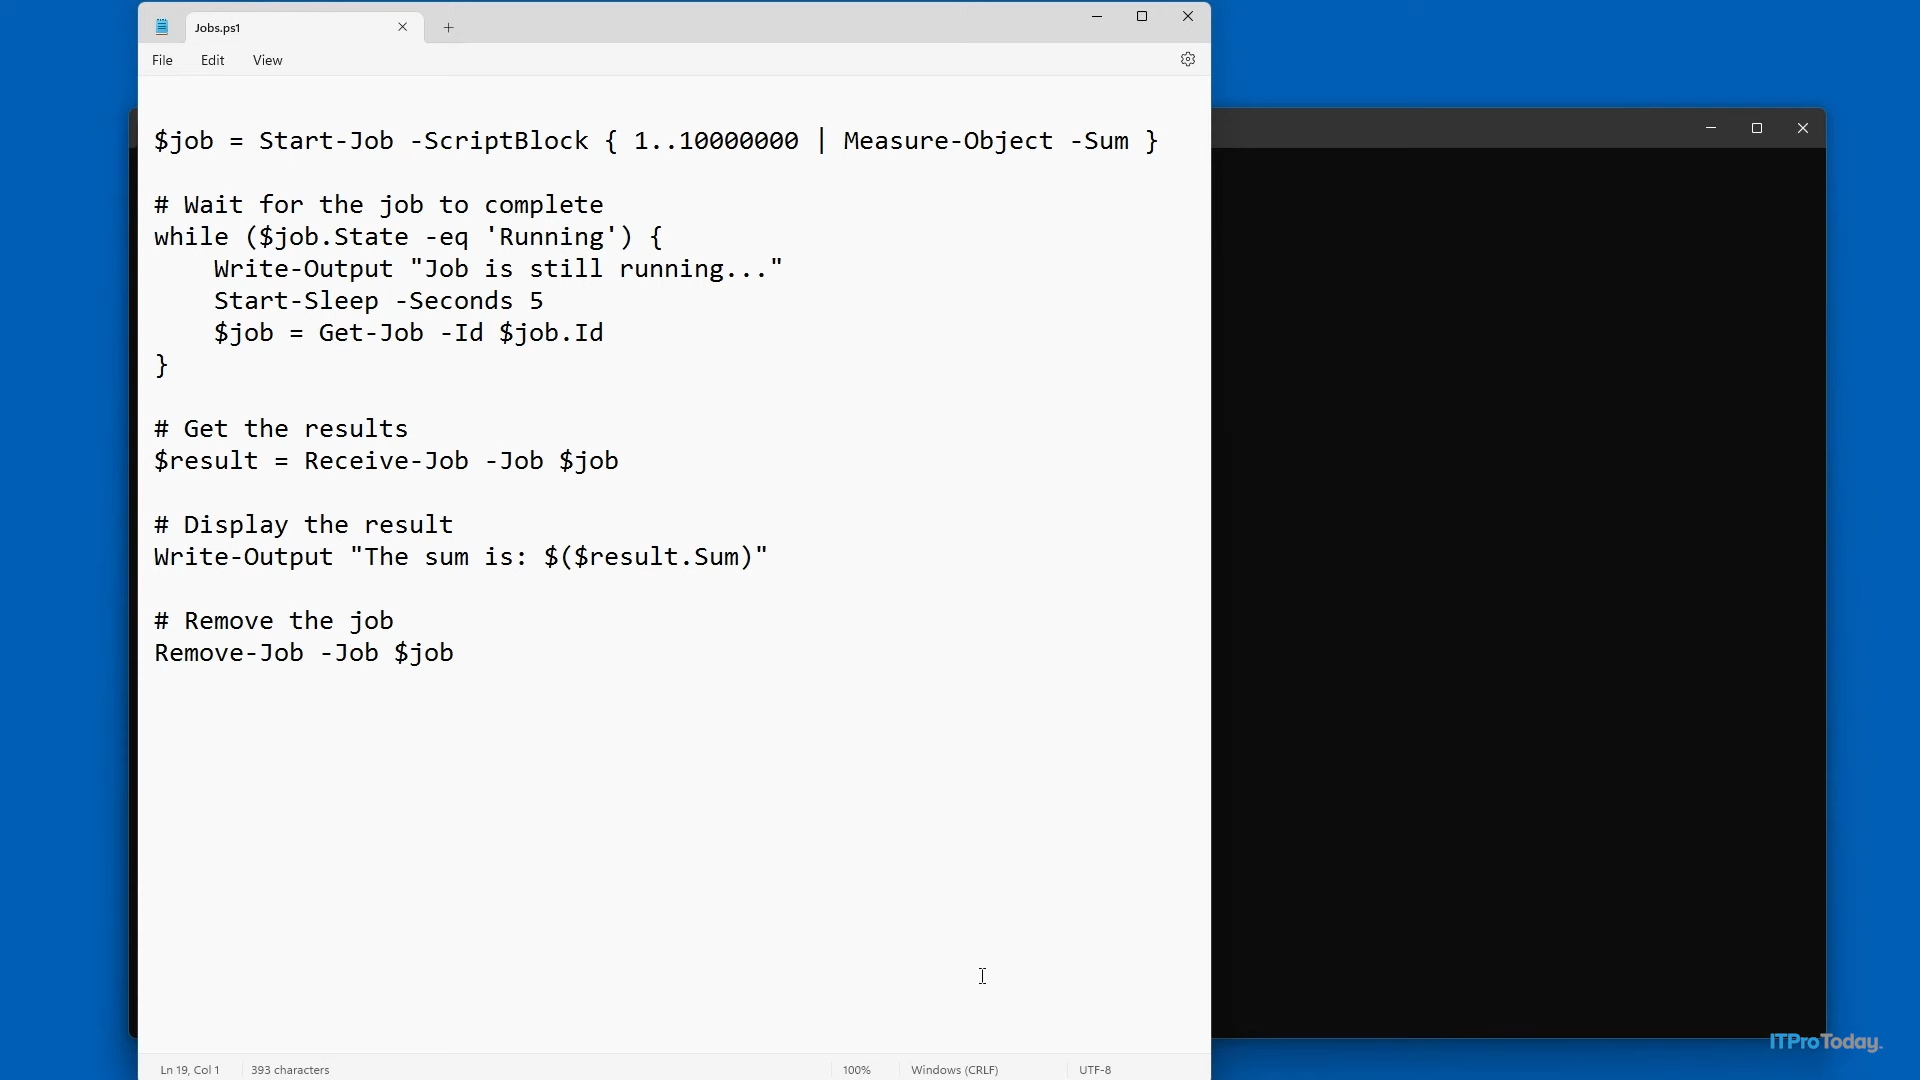 Jobs.ps1
File Edit View
$job = Start-Job -ScriptBlock { 1..10000000 | Measure-Object -Sum }
# Wait for the job to complete
while ($job.State -eq 'Running') {
    Write-Output "Job is still running..."
    Start-Sleep -Seconds 5
    $job = Get-Job -Id $job.Id
}
# Get the results
$result = Receive-Job -Job $job
# Display the result
Write-Output "The sum is: $($result.Sum)"
# Remove the job
Remove-Job -Job $job
Ln 19, Col 1 393 characters 100% Windows (CRLF) UTF-8
ITProToday.